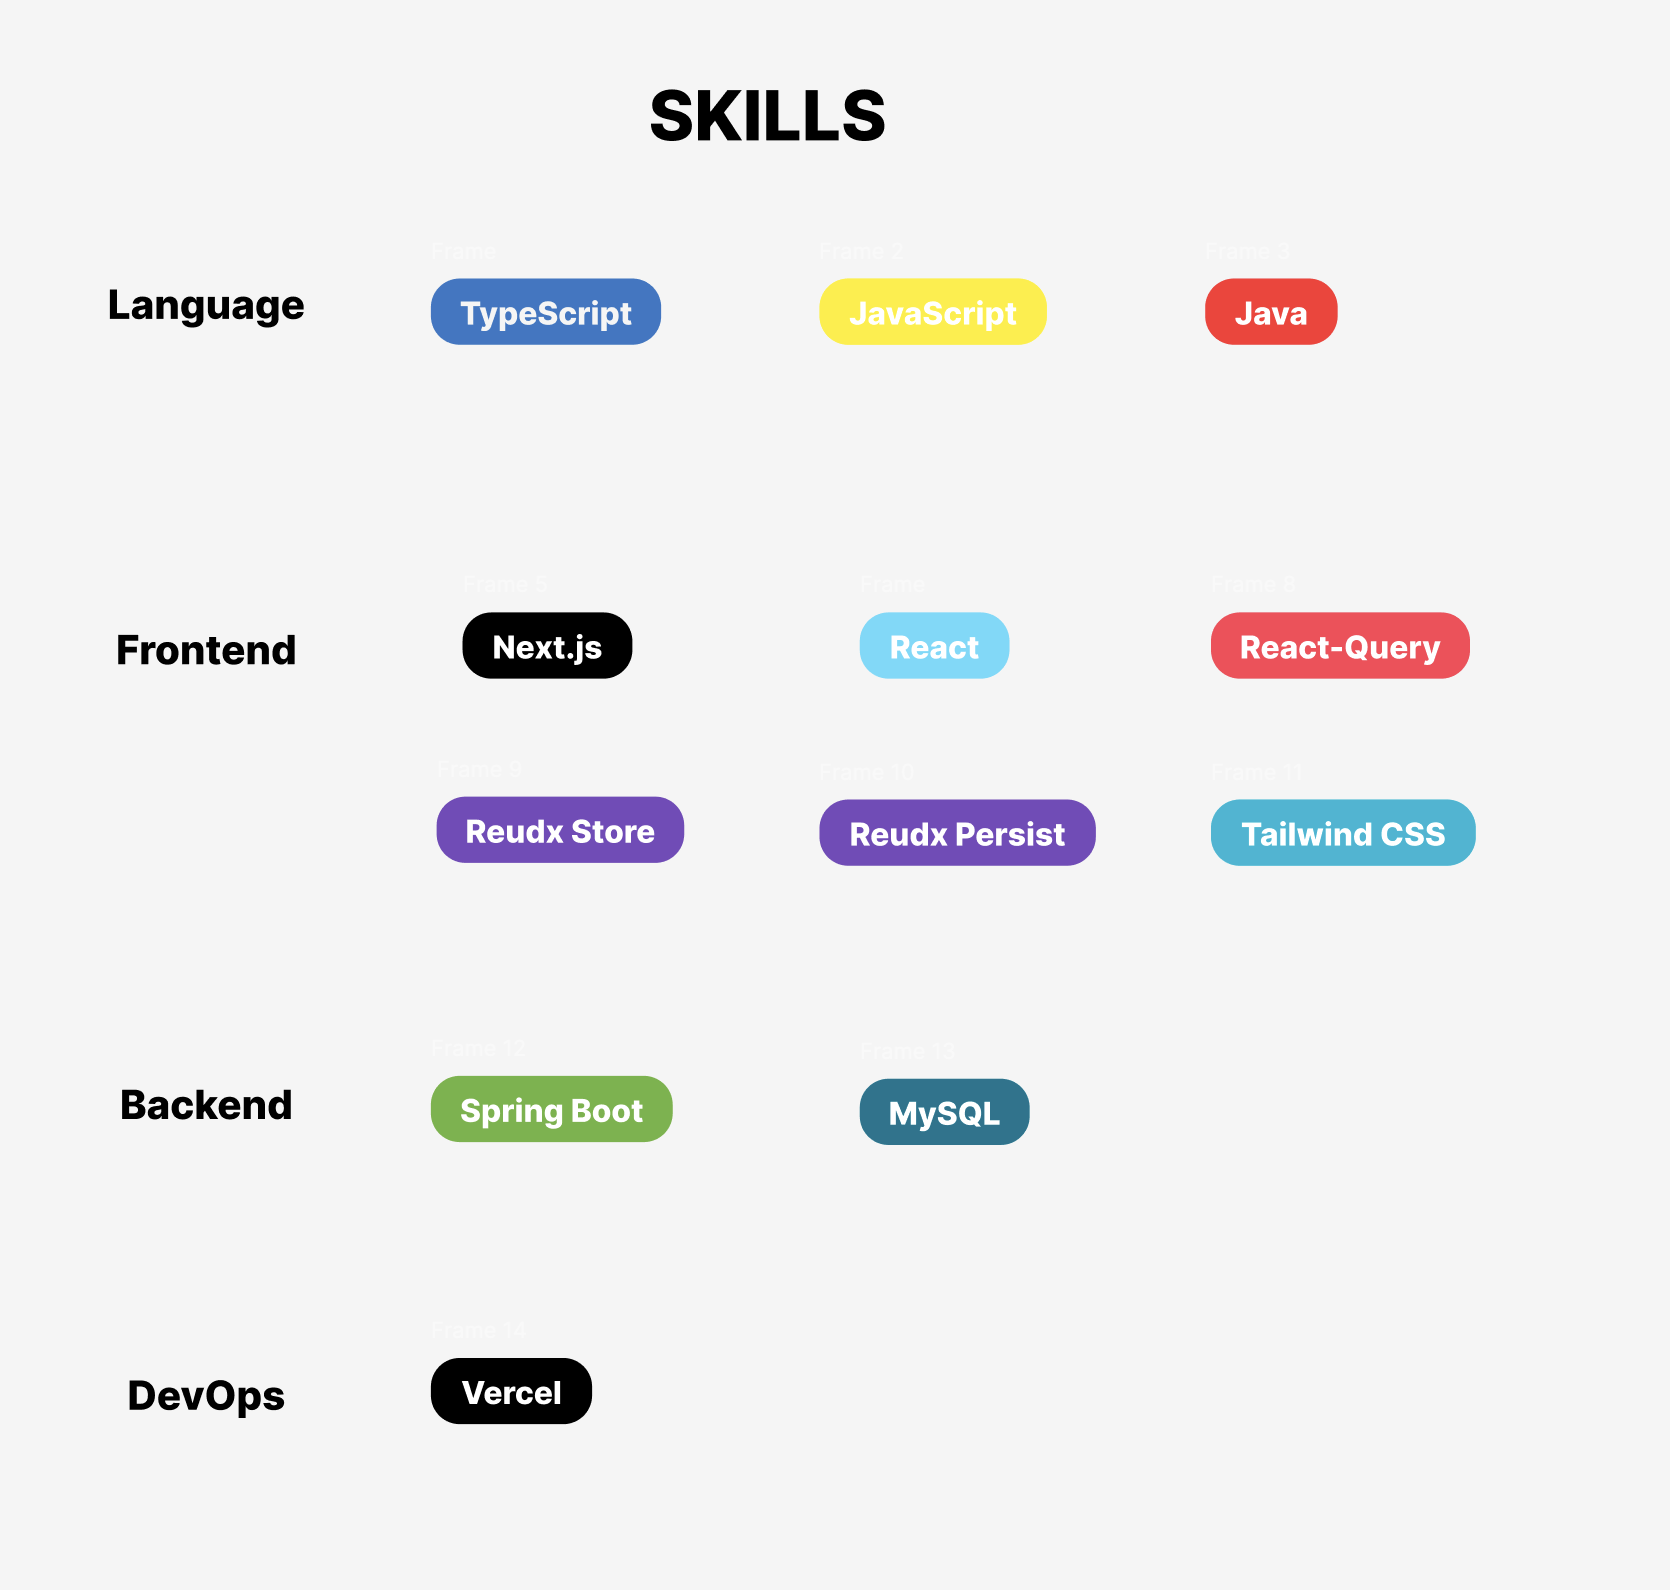 SKILLS
Frame
Frame 2
Frame 3
Language
TypeScript
JavaScript
Java
Frame 5
Frame
Frame 8
Frontend
Next.js
React
React-Query
Frame 9
Frame 10
Frame 11
Reudx Store
Reudx Persist
Tailwind CSS
Frame 12
Frame 13
Backend
Spring Boot
MySQL
Frame 14
DevOps
Vercel